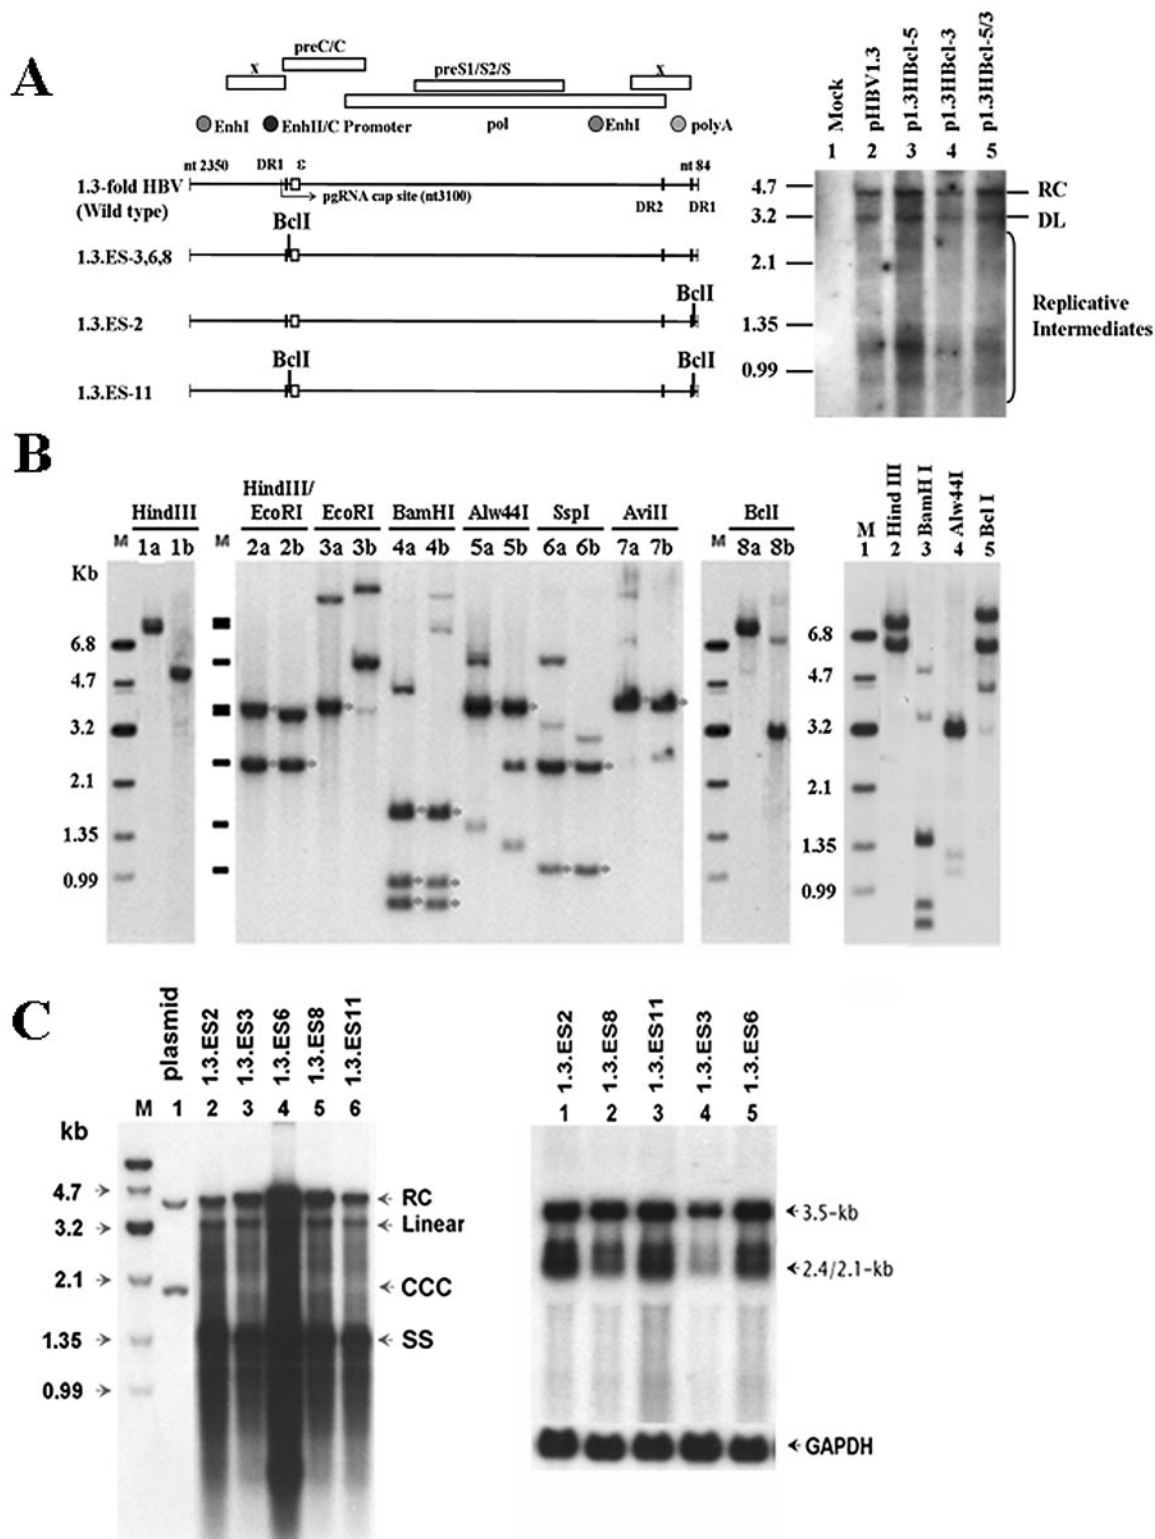 A
preC/C
x
preS1/S2/S
x
EnhI
EnhII/C Promoter
pol
EnhI
polyA
nt 2350
DR1
ε
nt 84
1.3-fold HBV
(Wild type)
pgRNA cap site (nt3100)
DR2
DR1
BclI
1.3.ES-3,6,8
BclI
1.3.ES-2
BclI
BclI
1.3.ES-11
Mock
pHBV1.3
p1.3HBcl-5
p1.3HBcl-3
p1.3HBcl-5/3
1 2 3 4 5
4.7
3.2
2.1
1.35
0.99
RC
DL
Replicative
Intermediates
B
HindIII
M 1a 1b
Kb
6.8
4.7
3.2
2.1
1.35
0.99
HindIII/
EcoRI EcoRI BamHI Alw44I SspI AviII
M 2a 2b 3a 3b 4a 4b 5a 5b 6a 6b 7a 7b
BclI
M 8a 8b
M
Hind III
BamH I
Alw44I
Bcl I
1 2 3 4 5
6.8
4.7
3.2
2.1
1.35
0.99
C
plasmid
1.3.ES2
1.3.ES3
1.3.ES6
1.3.ES8
1.3.ES11
M 1 2 3 4 5 6
kb
4.7
3.2
2.1
1.35
0.99
RC
Linear
CCC
SS
1.3.ES2
1.3.ES8
1.3.ES11
1.3.ES3
1.3.ES6
1 2 3 4 5
3.5-kb
2.4/2.1-kb
GAPDH